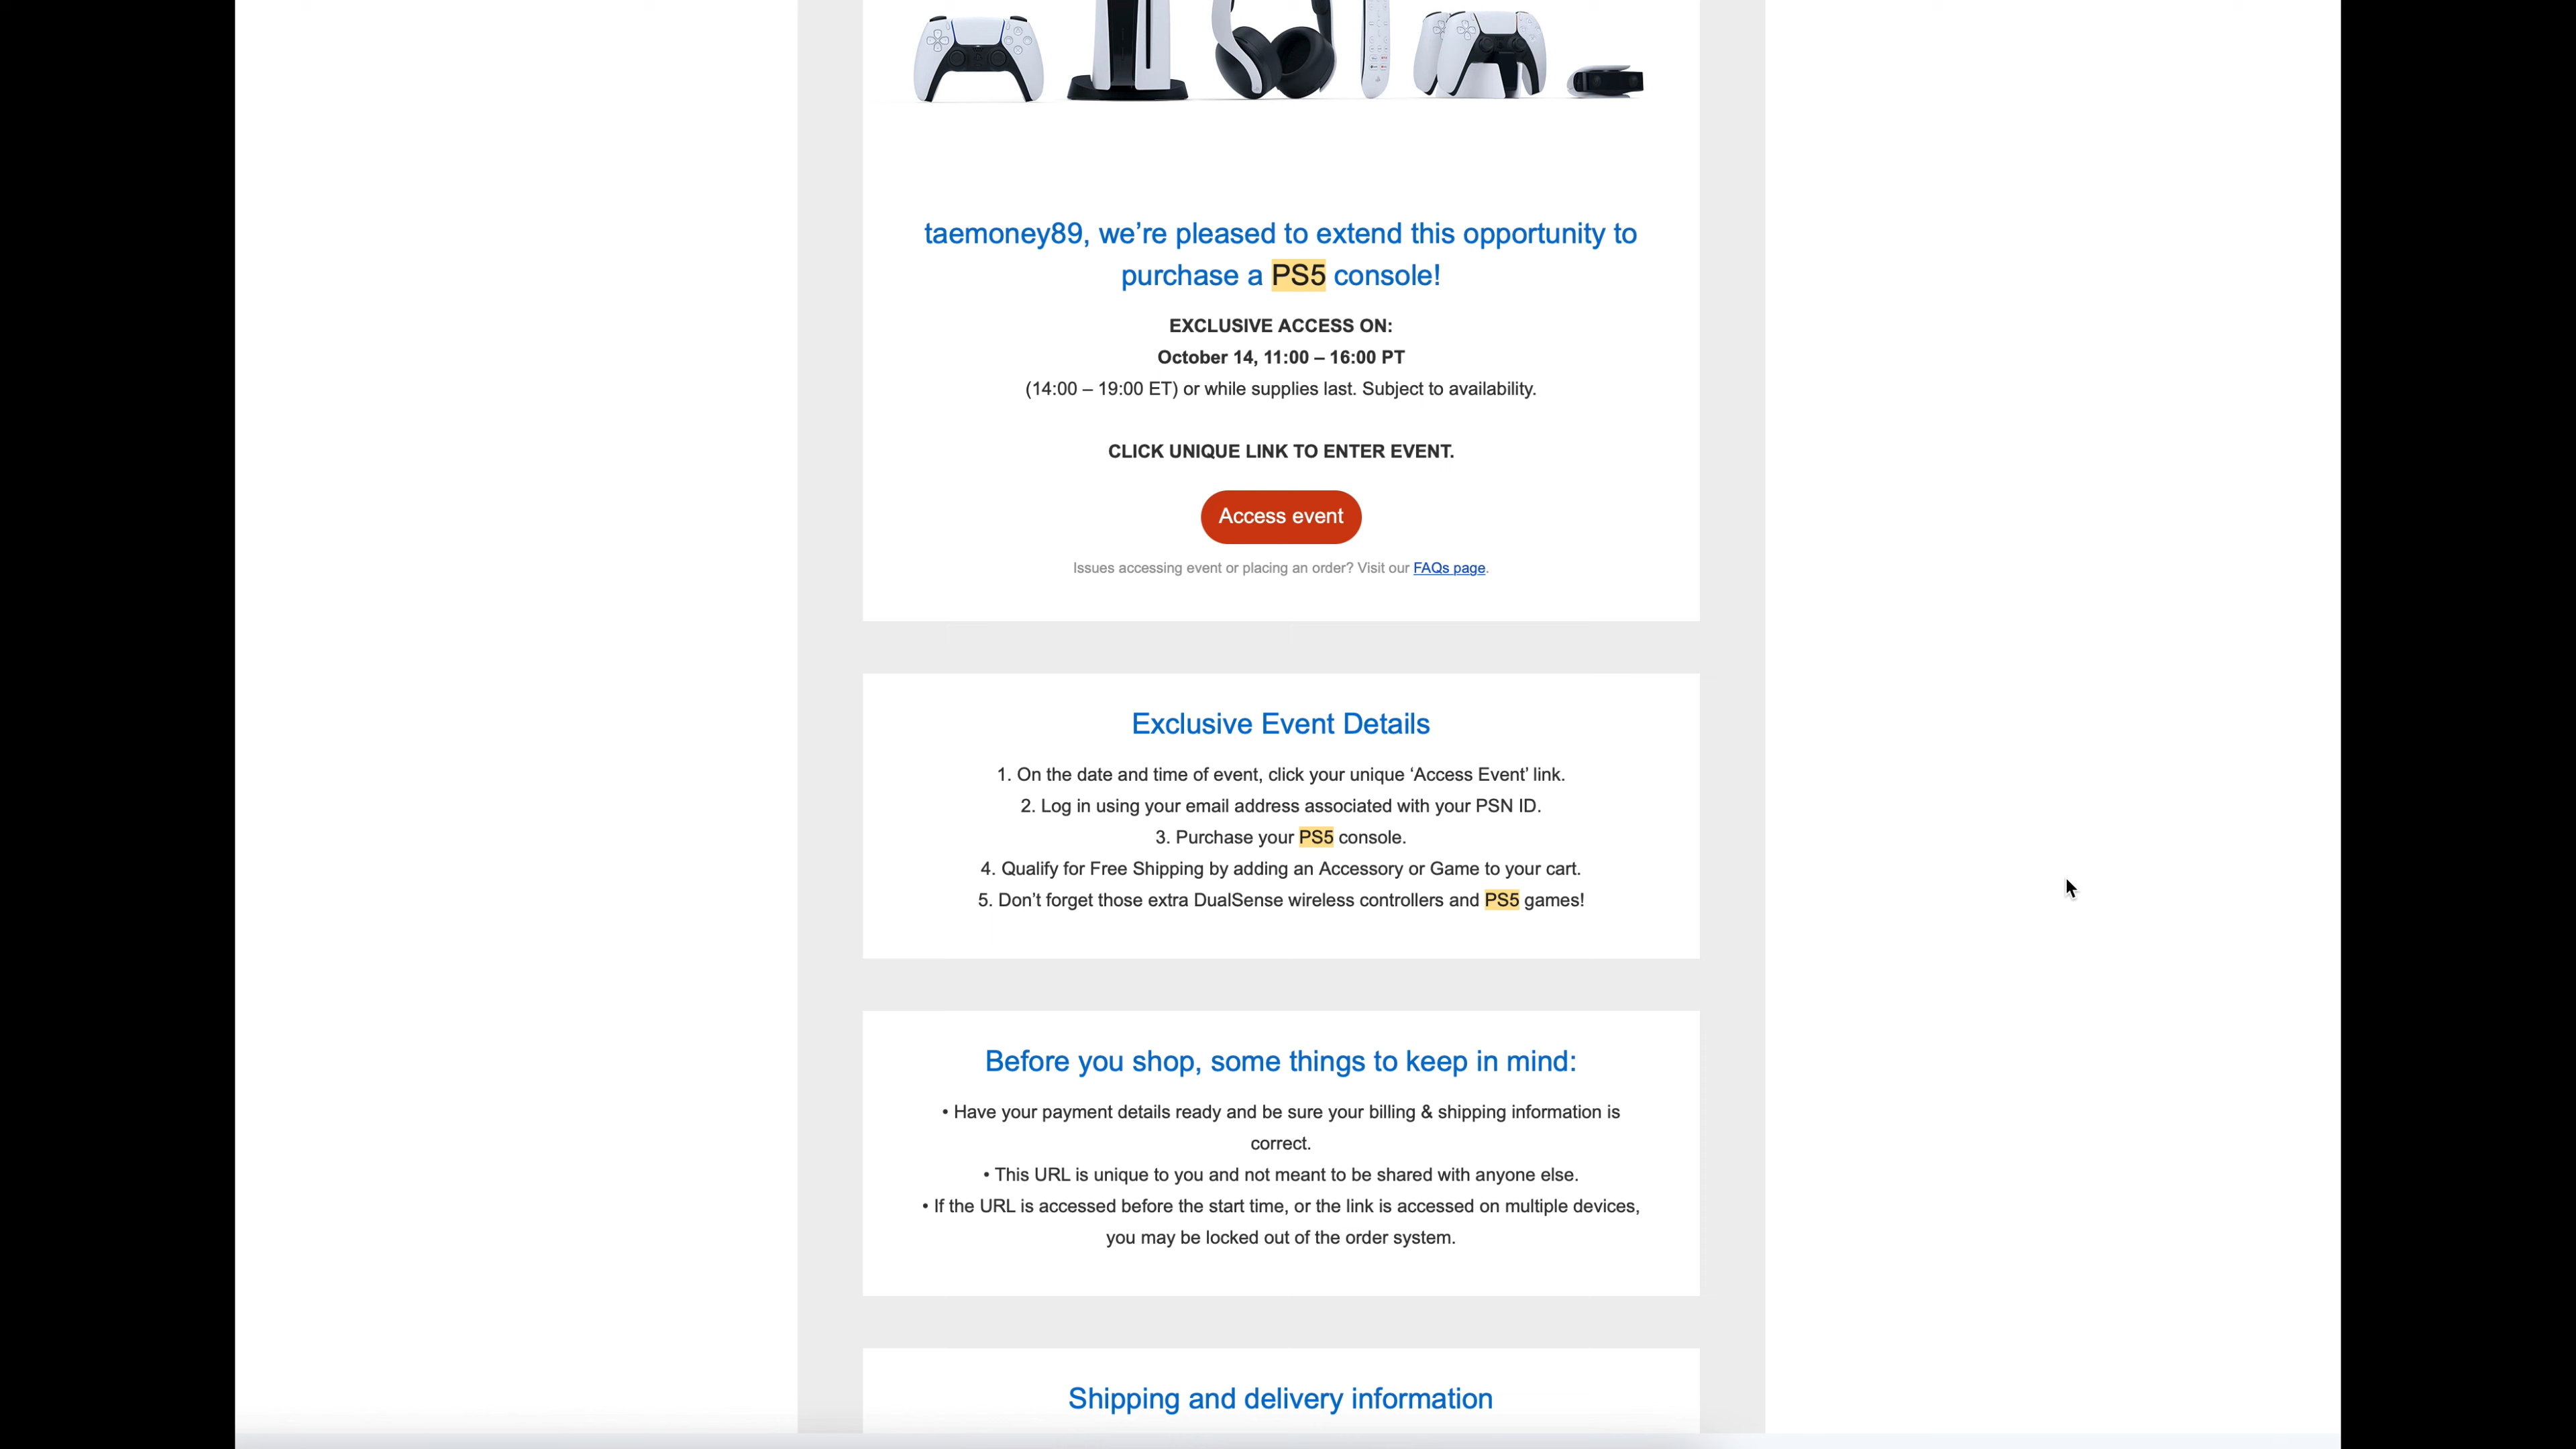 taemoney89, we’re pleased to extend this opportunity to
purchase a PS5 console!
EXCLUSIVE ACCESS ON:
October 14, 11:00 – 16:00 PT
(14:00 – 19:00 ET) or while supplies last. Subject to availability.
CLICK UNIQUE LINK TO ENTER EVENT.
Access event
Issues accessing event or placing an order? Visit our FAQs page.
Exclusive Event Details
1. On the date and time of event, click your unique ‘Access Event’ link.
2. Log in using your email address associated with your PSN ID.
3. Purchase your PS5 console.
4. Qualify for Free Shipping by adding an Accessory or Game to your cart.
5. Don’t forget those extra DualSense wireless controllers and PS5 games!
Before you shop, some things to keep in mind:
• Have your payment details ready and be sure your billing & shipping information is
correct.
• This URL is unique to you and not meant to be shared with anyone else.
• If the URL is accessed before the start time, or the link is accessed on multiple devices,
you may be locked out of the order system.
Shipping and delivery information